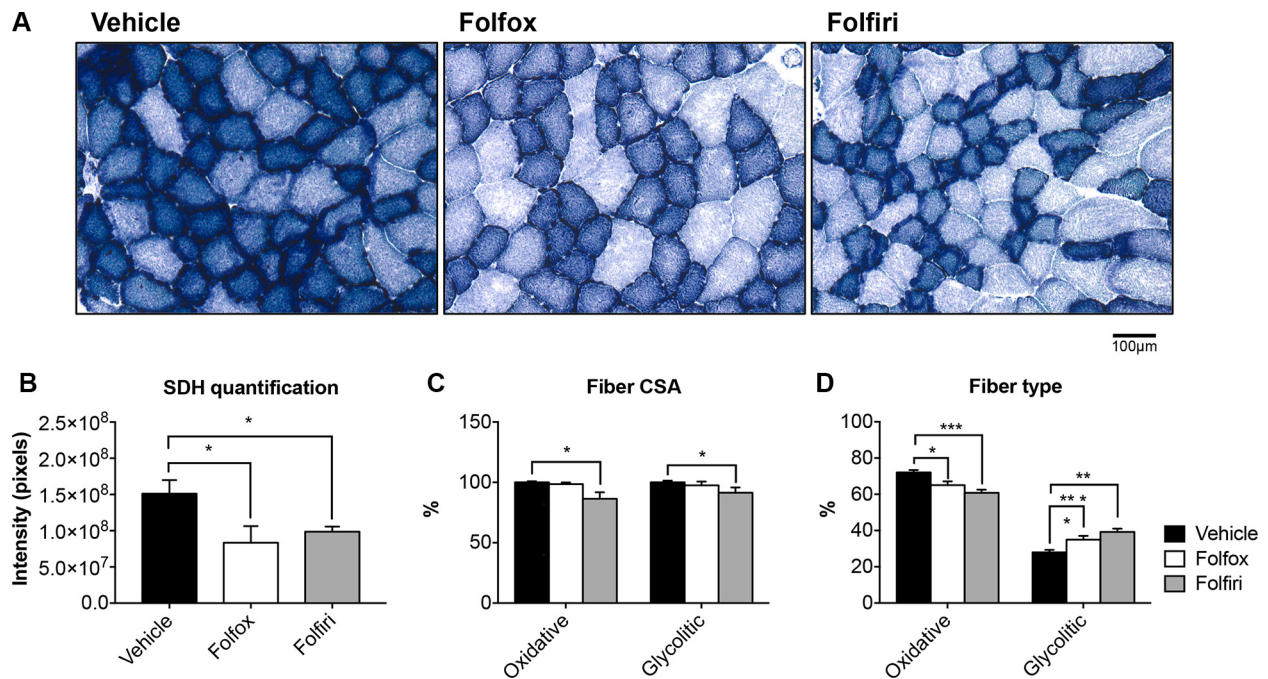 A
Vehicle
Folfox
Folfiri
100µm
B
SDH quantification
Intensity (pixels)
2.5×10⁸
2.0×10⁸
1.5×10⁸
1.0×10⁸
5.0×10⁷
0.0
*
*
Vehicle
Folfox
Folfiri
C
Fiber CSA
%
150
100
50
0
*
*
Oxidative
Glycolitic
D
Fiber type
%
100
80
60
40
20
0
***
*
**
** *
*
Oxidative
Glycolitic
Vehicle
Folfox
Folfiri